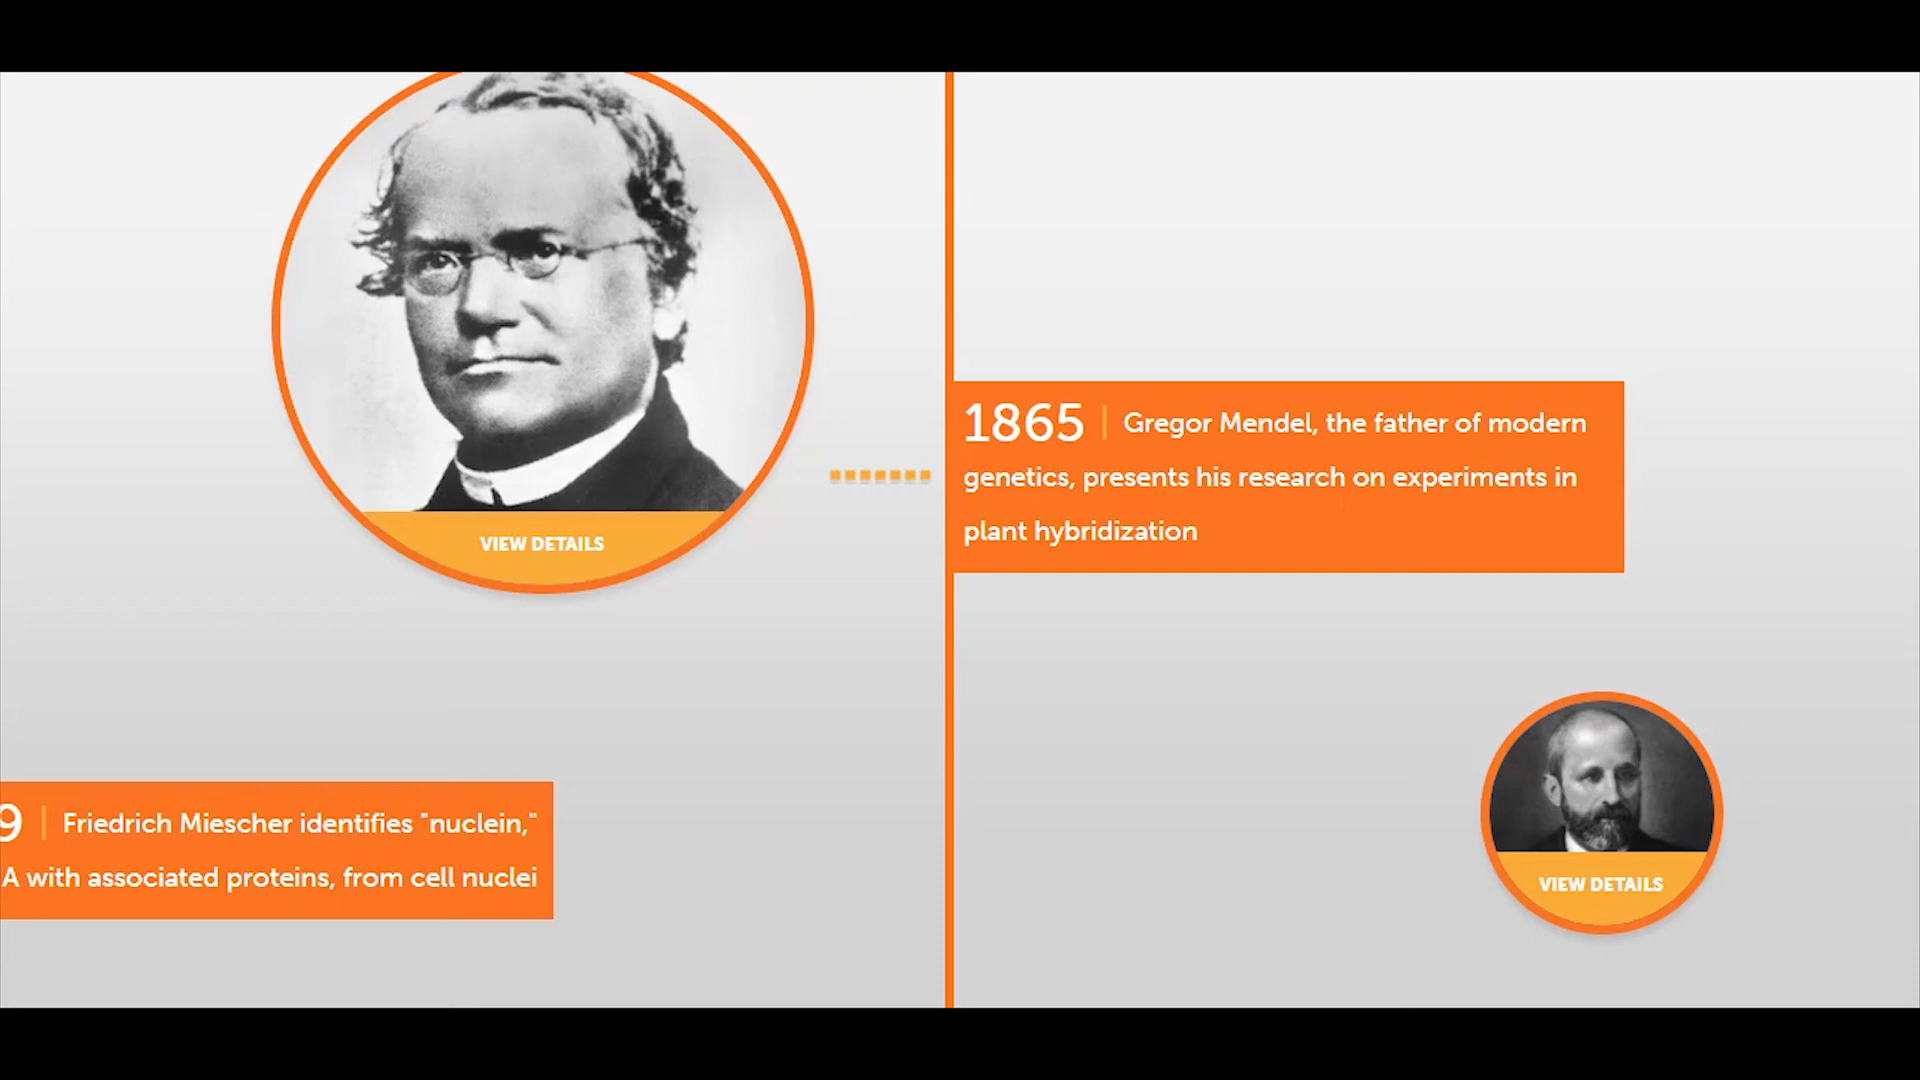 1865 | Gregor Mendel, the father of modern
genetics, presents his research on experiments in
plant hybridization
VIEW DETAILS
9 | Friedrich Miescher identifies "nuclein,"
A with associated proteins, from cell nuclei
VIEW DETAILS